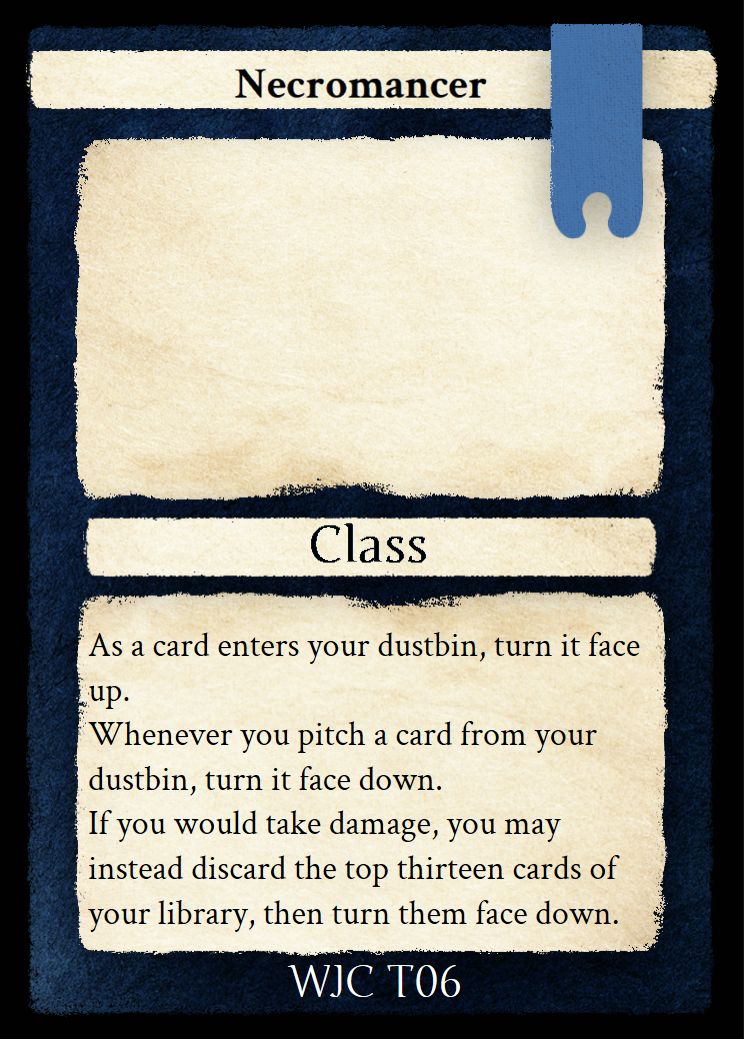 Necromancer
Class
As a card enters your dustbin, turn it face
up.
Whenever you pitch a card from your
dustbin, turn it face down.
If you would take damage, you may
instead discard the top thirteen cards of
your library, then turn them face down.
WJC T06